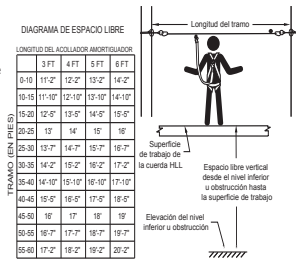 DIAGRAMA DE ESPACIO LIBRE
LONGITUD DEL ACOLLADOR AMORTIGUADOR
3 FT 4 FT 5 FT 6 FT
0-10 11'-2" 12'-2" 13'-2" 14'-2"
10-15 11'-10" 12'-10" 13'-10" 14'-10"
15-20 12'-5" 13'-5" 14'-5" 15'-5"
20-25 13' 14' 15' 16'
25-30 13'-7" 14'-7" 15'-7" 16'-7"
30-35 14'-2" 15'-2" 16'-2" 17'-2"
35-40 14'-10" 15'-10" 16'-10" 17'-10"
40-45 15'-5" 16'-5" 17'-5" 18'-5"
45-50 16' 17' 18' 19'
50-55 16'-7" 17'-7" 18'-7" 19'-7"
55-60 17'-2" 18'-2" 19'-2" 20'-2"
TRAMO (EN PIES)
Longitud del tramo
Superficie
de trabajo de
la cuerda HLL
Espacio libre vertical
desde el nivel inferior
u obstrucción hasta
la superficie de trabajo
Elevación del nivel
inferior u obstrucción